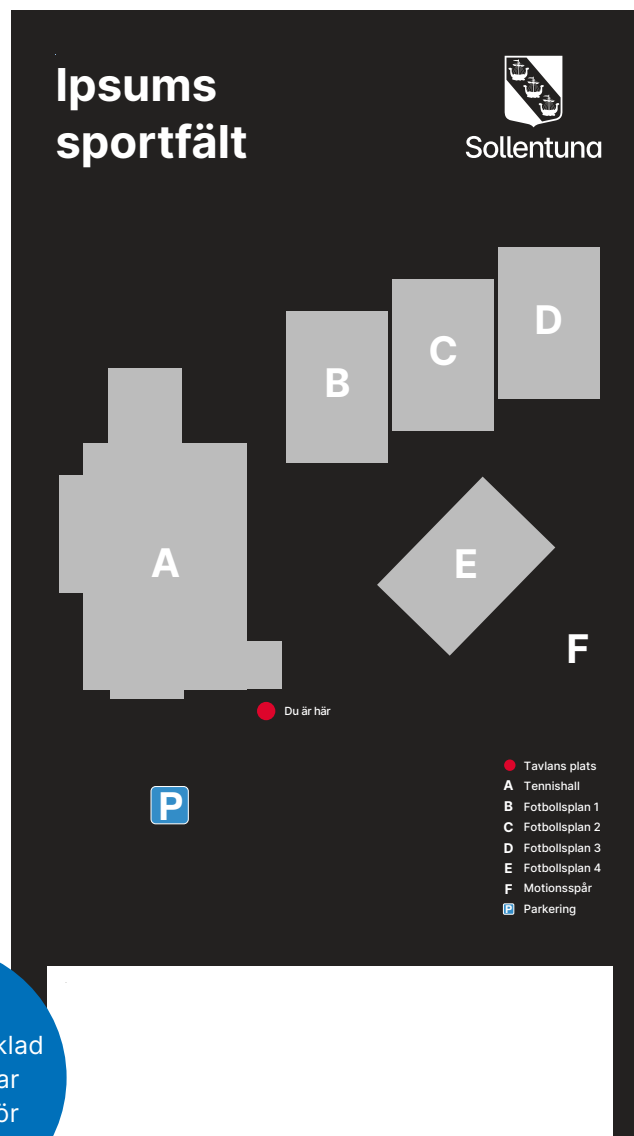 Ipsums
sportfält
Sollentuna
D
C
B
A
E
F
Du är här
Tavlans plats
A Tennishall
B Fotbollsplan 1
C Fotbollsplan 2
D Fotbollsplan 3
E Fotbollsplan 4
F Motionsspår
P Parkering
P